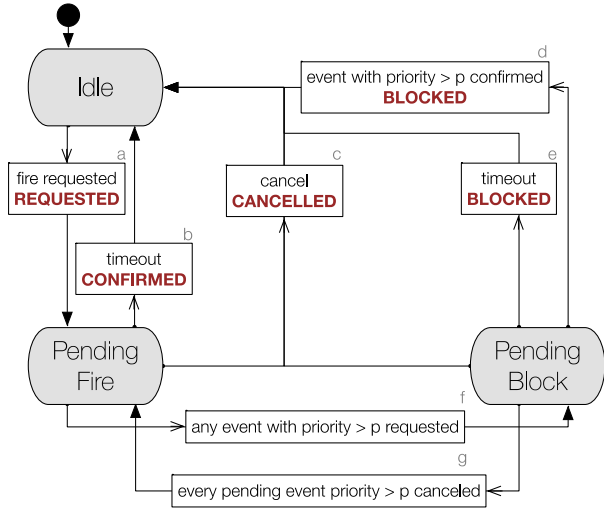 d
event with priority > p confirmed
BLOCKED
Idle
a
fire requested
REQUESTED
c
cancel
CANCELLED
e
timeout
BLOCKED
b
timeout
CONFIRMED
Pending
Fire
Pending
Block
f
any event with priority > p requested
g
every pending event priority > p canceled